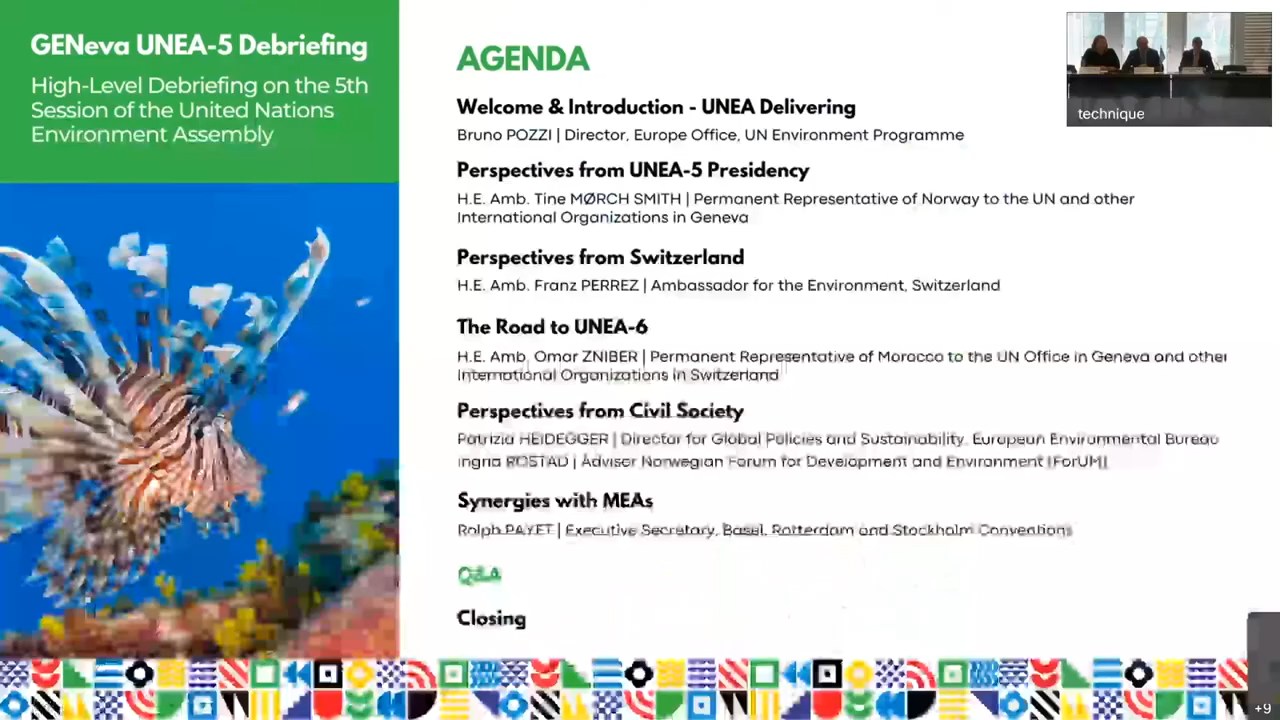 GENeva UNEA-5 Debriefing
High-Level Debriefing on the 5th
Session of the United Nations
Environment Assembly
AGENDA
Welcome & Introduction - UNEA Delivering
Bruno POZZI | Director, Europe Office, UN Environment Programme
Perspectives from UNEA-5 Presidency
H.E. Amb. Tine MØRCH SMITH | Permanent Representative of Norway to the UN and other
International Organizations in Geneva
Perspectives from Switzerland
H.E. Amb. Franz PERREZ | Ambassador for the Environment, Switzerland
The Road to UNEA-6
H.E. Amb. Omar ZNIBER | Permanent Representative of Morocco to the UN Office in Geneva and other
International Organizations in Switzerland
Perspectives from Civil Society
Patrizia HEIDEGGER | Director for Global Policies and Sustainability, European Environmental Bureau
ROSTAD | Advisor Norwegian Forum for Development and Environment (ForUM)
Synergies with MEAs
Rolph PAYET | Executive Secretary, Basel, Rotterdam and Stockholm Conventions
Q&A
Closing
technique
+9